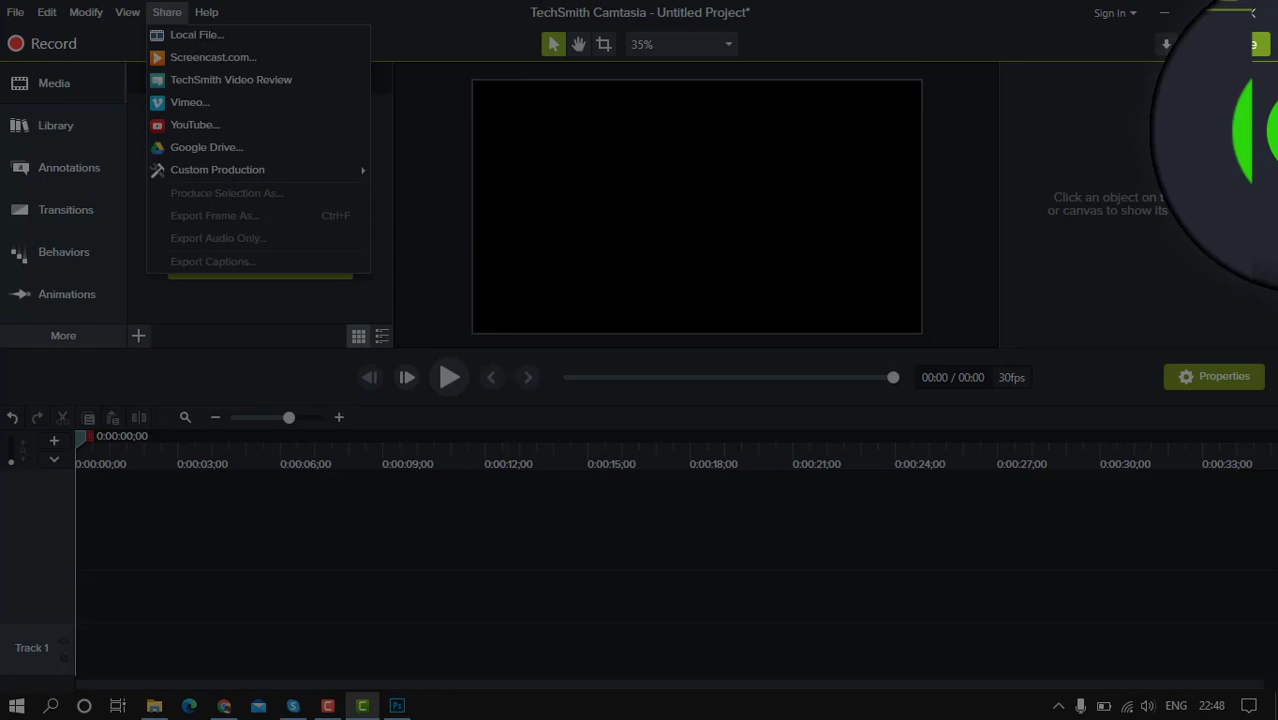 File Edit Modify View Share Help
TechSmith Camtasia - Untitled Project*
Sign In
Record
35%
Local File...
Screencast.com...
TechSmith Video Review
Vimeo...
YouTube...
Google Drive...
Custom Production
Produce Selection As...
Export Frame As... Ctrl+F
Export Audio Only...
Export Captions...
Media
Library
Annotations
Transitions
Behaviors
Animations
More
Click an object on
or canvas to show its
00:00 / 00:00 30fps
Properties
0:00:00;00
0:00:00;00 0:00:03;00 0:00:06;00 0:00:09;00 0:00:12;00 0:00:15;00 0:00:18;00 0:00:21;00 0:00:24;00 0:00:27;00 0:00:30;00 0:00:33;00
Track 1
ENG 22:48